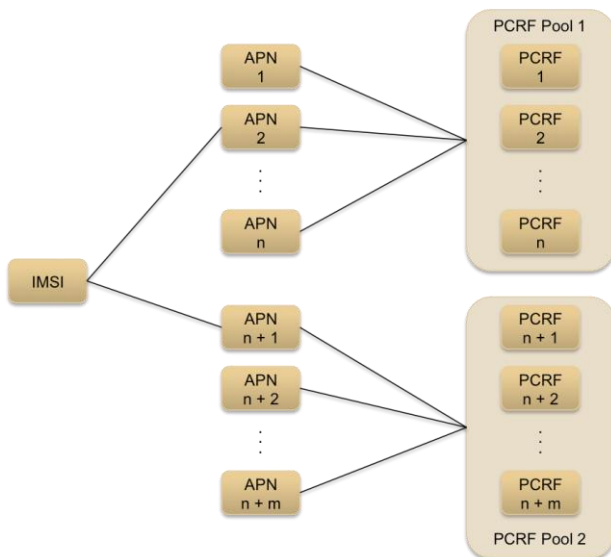 PCRF Pool 1
APN
1
PCRF
1
APN
2
PCRF
2
APN
n
PCRF
n
IMSI
APN
n + 1
PCRF
n + 1
APN
n + 2
PCRF
n + 2
APN
n + m
PCRF
n + m
PCRF Pool 2